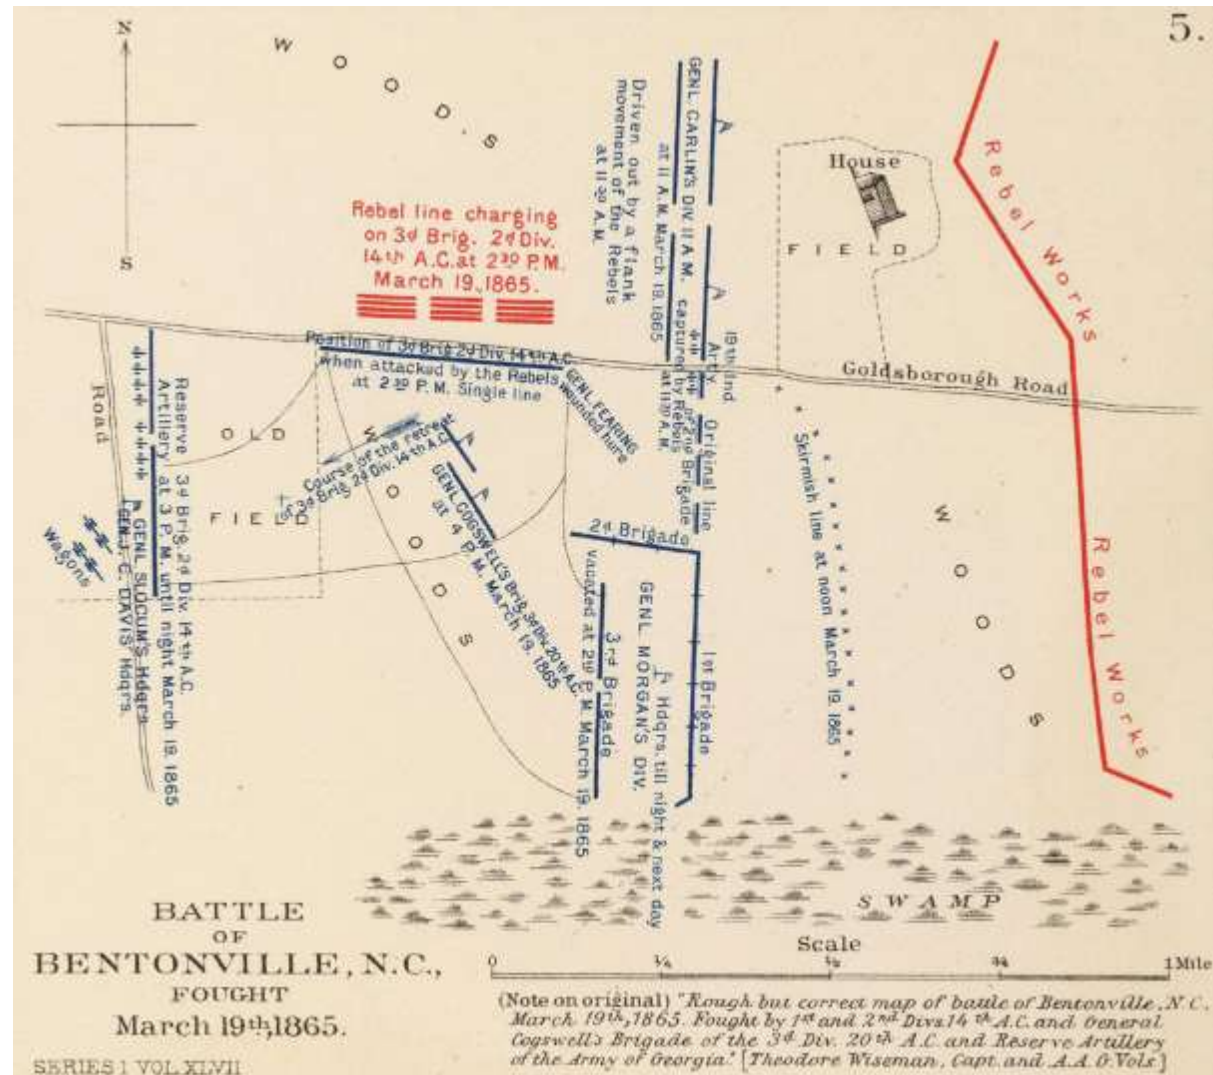 5.
N
S
W O O D S
Rebel line charging
on 3d Brig. 2d Div.
14th A.C. at 2 30 P.M.
March 19, 1865.
Driven out by a flank
movement of the Rebels
at 11 30 A.M.
GENL CARLIN'S DIV. 11 A.M. captured by Rebels at 11 30 A.M.
at 11 A.M. March 19, 1865
House
FIELD
Rebel Works
Goldsborough Road
19th Ind.
Arty.
Original line
of 2nd Brigade
Position of 3d Brig. 2d Div. 14th A.C.
when attacked by the Rebels
at 2 30 P.M. Single line
GENL FEARING
wounded here
Road
Reserve 3d Brig. 2d Div. 14th A.C.
Artillery at 3 P.M. until night March 19, 1865
OLD
FIELD
Course of the retreat
of 3d Brig. 2d Div. 14th A.C.
W O O D S
GENL COGSWELL'S Brig. 3d Div. 20th A.C.
at 4 P.M. March 19, 1865
Wagons
GENL SLOCUM'S Hdqrs.
GEN. J.C. DAVIS' Hdqrs.
2d Brigade
3rd Brigade
vacated at 2 30 P.M. March 19, 1865
GENL MORGAN'S DIV.
Hdqrs. till night & next day
1st Brigade
Skirmish line at noon March 19, 1865
W O O D S
Rebel Works
SWAMP
BATTLE
OF
BENTONVILLE, N.C.,
FOUGHT
March 19th, 1865.
SERIES 1 VOL. XLVII
Scale
0 1/4 1/2 3/4 1 Mile
(Note on original) "Rough but correct map of battle of Bentonville, N.C.
March 19th, 1865. Fought by 1st and 2nd Divs 14th A.C. and General
Cogswell's Brigade of the 3d Div. 20th A.C. and Reserve Artillery
of the Army of Georgia." [Theodore Wiseman, Capt. and A.A.G. Vols.]